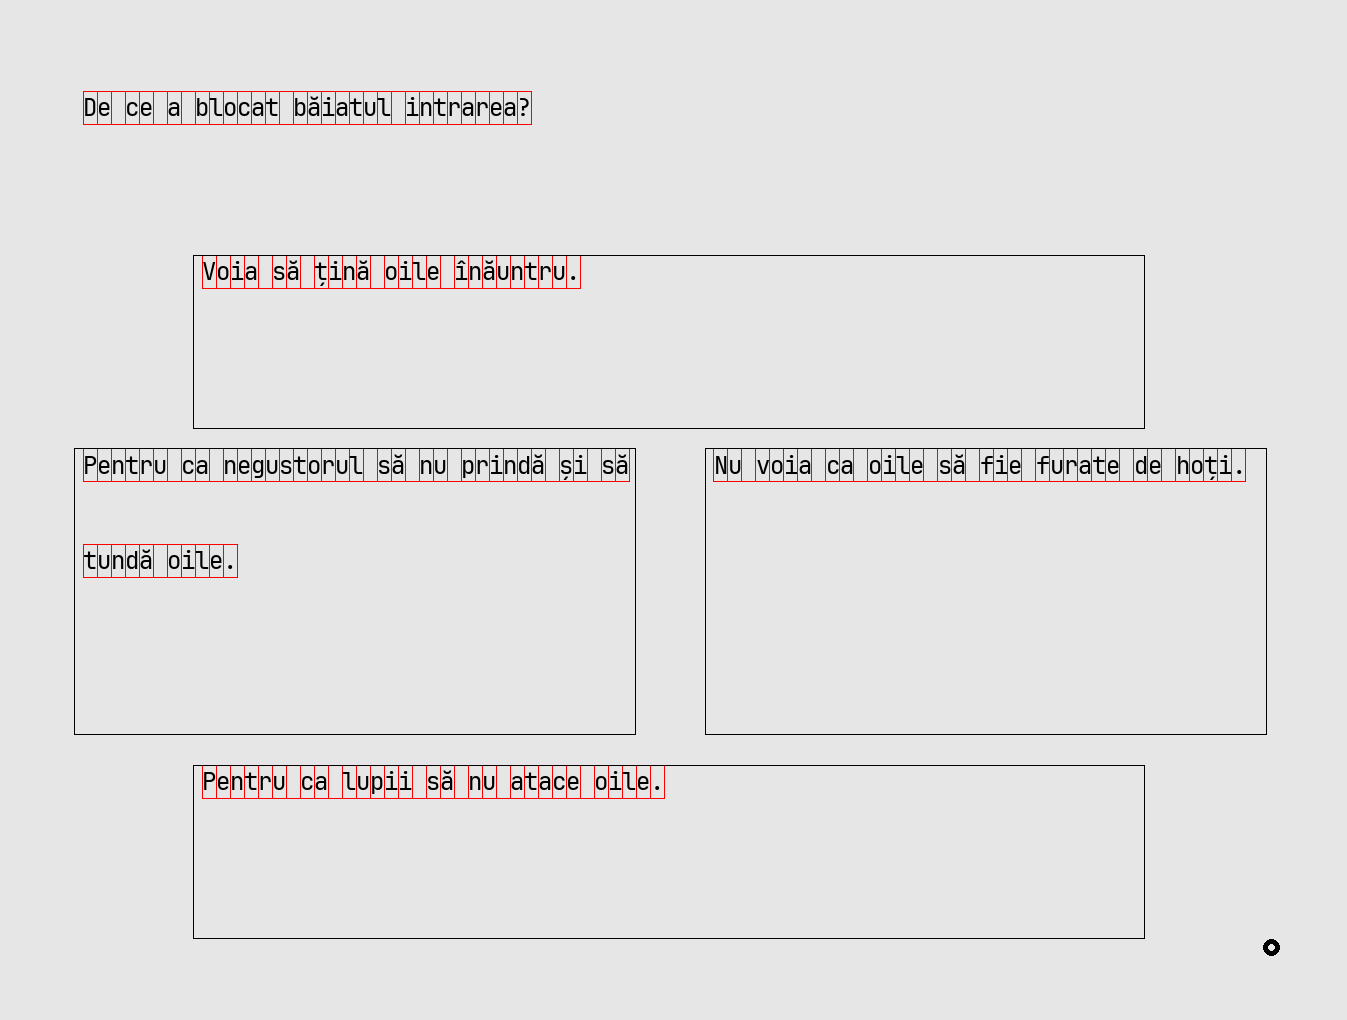 De ce a blocat băiatul intrarea?
Voia să țină oile înăuntru.
Pentru ca negustorul să nu prindă și să
tundă oile.
Nu voia ca oile să fie furate de hoți.
Pentru ca lupii să nu atace oile.